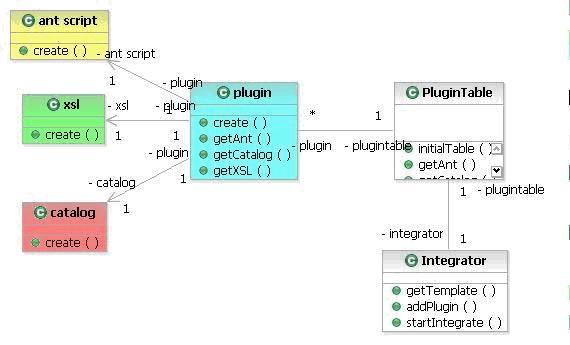 C ant script
create ( )
- ant script
1
- plugin
1
C xsl
create ( )
- xsl
1
- plugin
1
C catalog
create ( )
- catalog
1
- plugin
1
C plugin
create ( )
getAnt ( )
getCatalog ( )
getXSL ( )
*
- plugin
1
- plugintable
C PluginTable
initialTable ( )
getAnt ( )
getCatalog ( )
1
- plugintable
- integrator
1
C Integrator
getTemplate ( )
addPlugin ( )
startIntegrate ( )